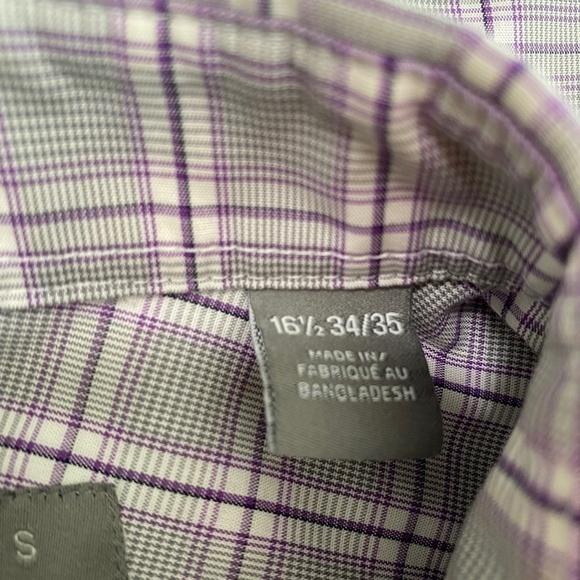 16½ 34/35
MADE IN/
FABRIQUÉ AU
BANGLADESH
S